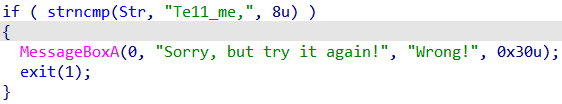 if ( strncmp(Str, "Te11_me,", 8u) )
{
MessageBoxA(0, "Sorry, but try it again!", "Wrong!", 0x30u);
exit(1);
}